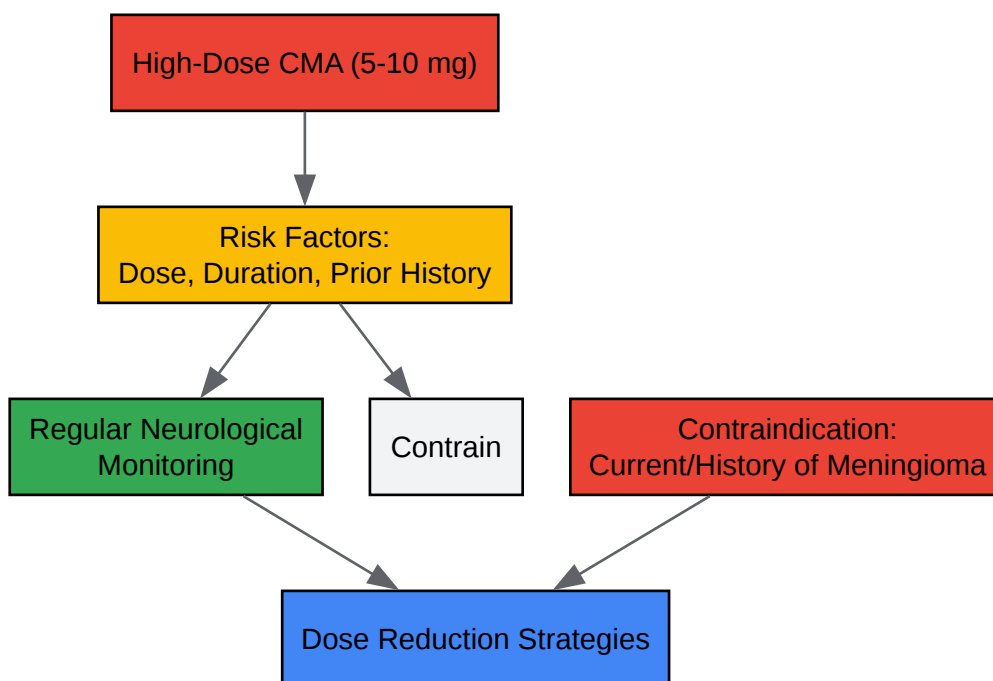 High-Dose CMA (5-10 mg)
Risk Factors:
Dose, Duration, Prior History
Regular Neurological
Monitoring
Contrain
Contraindication:
Current/History of Meningioma
Dose Reduction Strategies